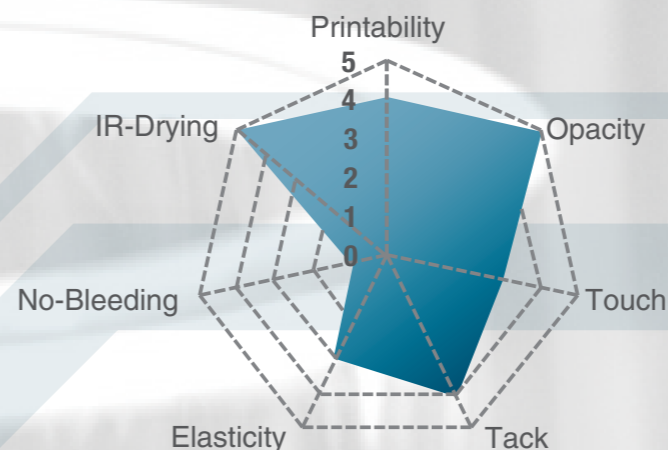 Printability
5
4
IR-Drying
Opacity
3
2
1
0
No-Bleeding
Touch
Elasticity
Tack